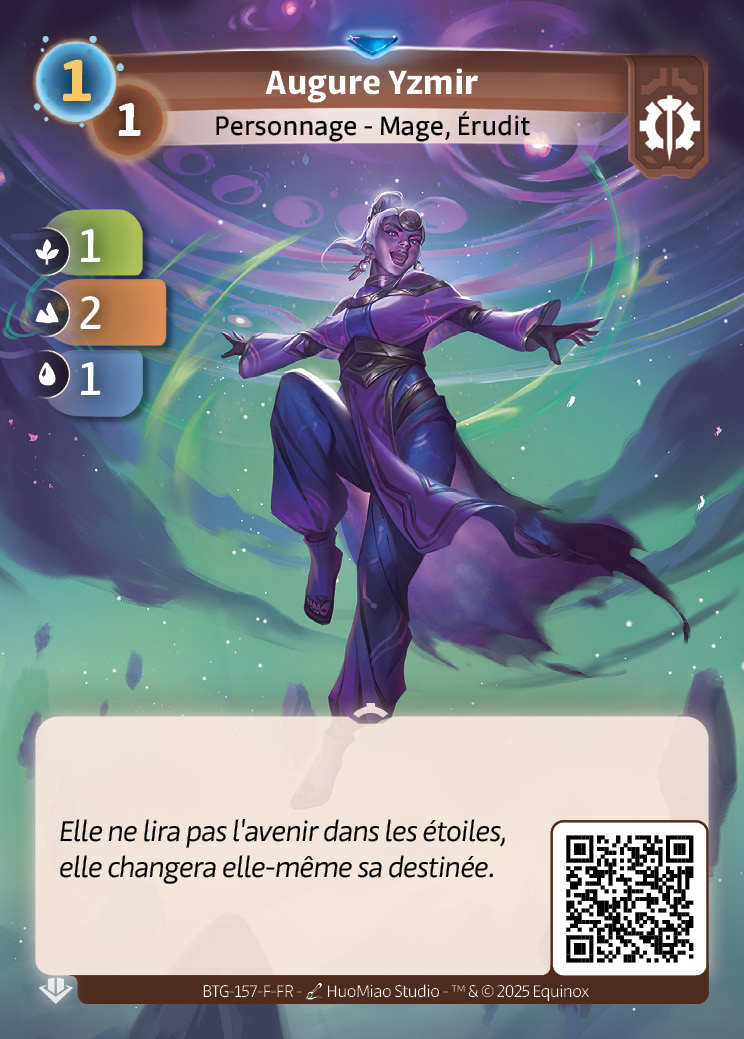 1
1
Augure Yzmir
Personnage - Mage, Érudit
1
2
1
Elle ne lira pas l'avenir dans les étoiles,
elle changera elle-même sa destinée.
BTG-157-F-FR - HuoMiao Studio - ™ & © 2025 Equinox